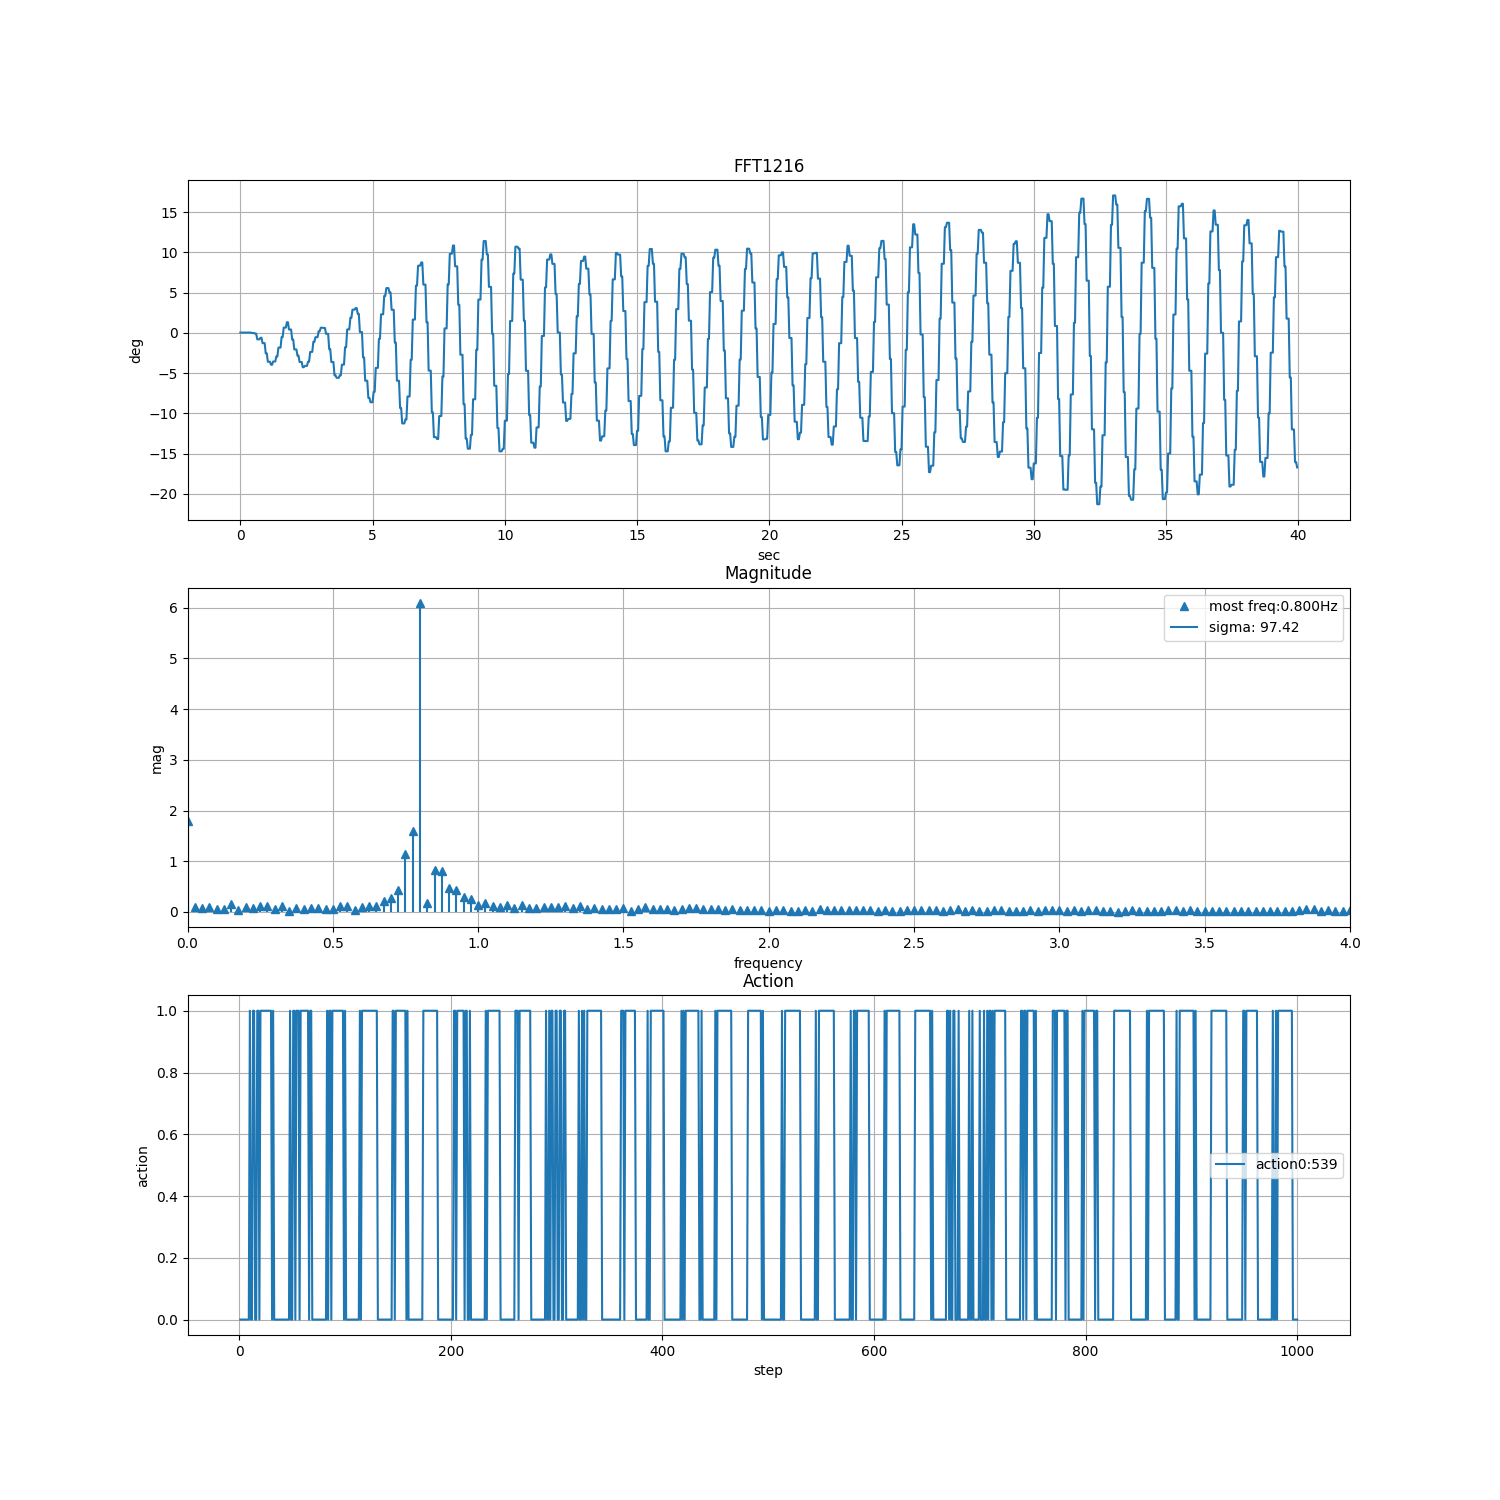 FFT1216
15
10
5
0
−5
−10
−15
−20
deg
0 5 10 15 20 25 30 35 40
sec
Magnitude
6
5
4
3
2
1
0
mag
most freq:0.800Hz
sigma: 97.42
0.0 0.5 1.0 1.5 2.0 2.5 3.0 3.5 4.0
frequency
Action
1.0
0.8
0.6
0.4
0.2
0.0
action
action0:539
0 200 400 600 800 1000
step